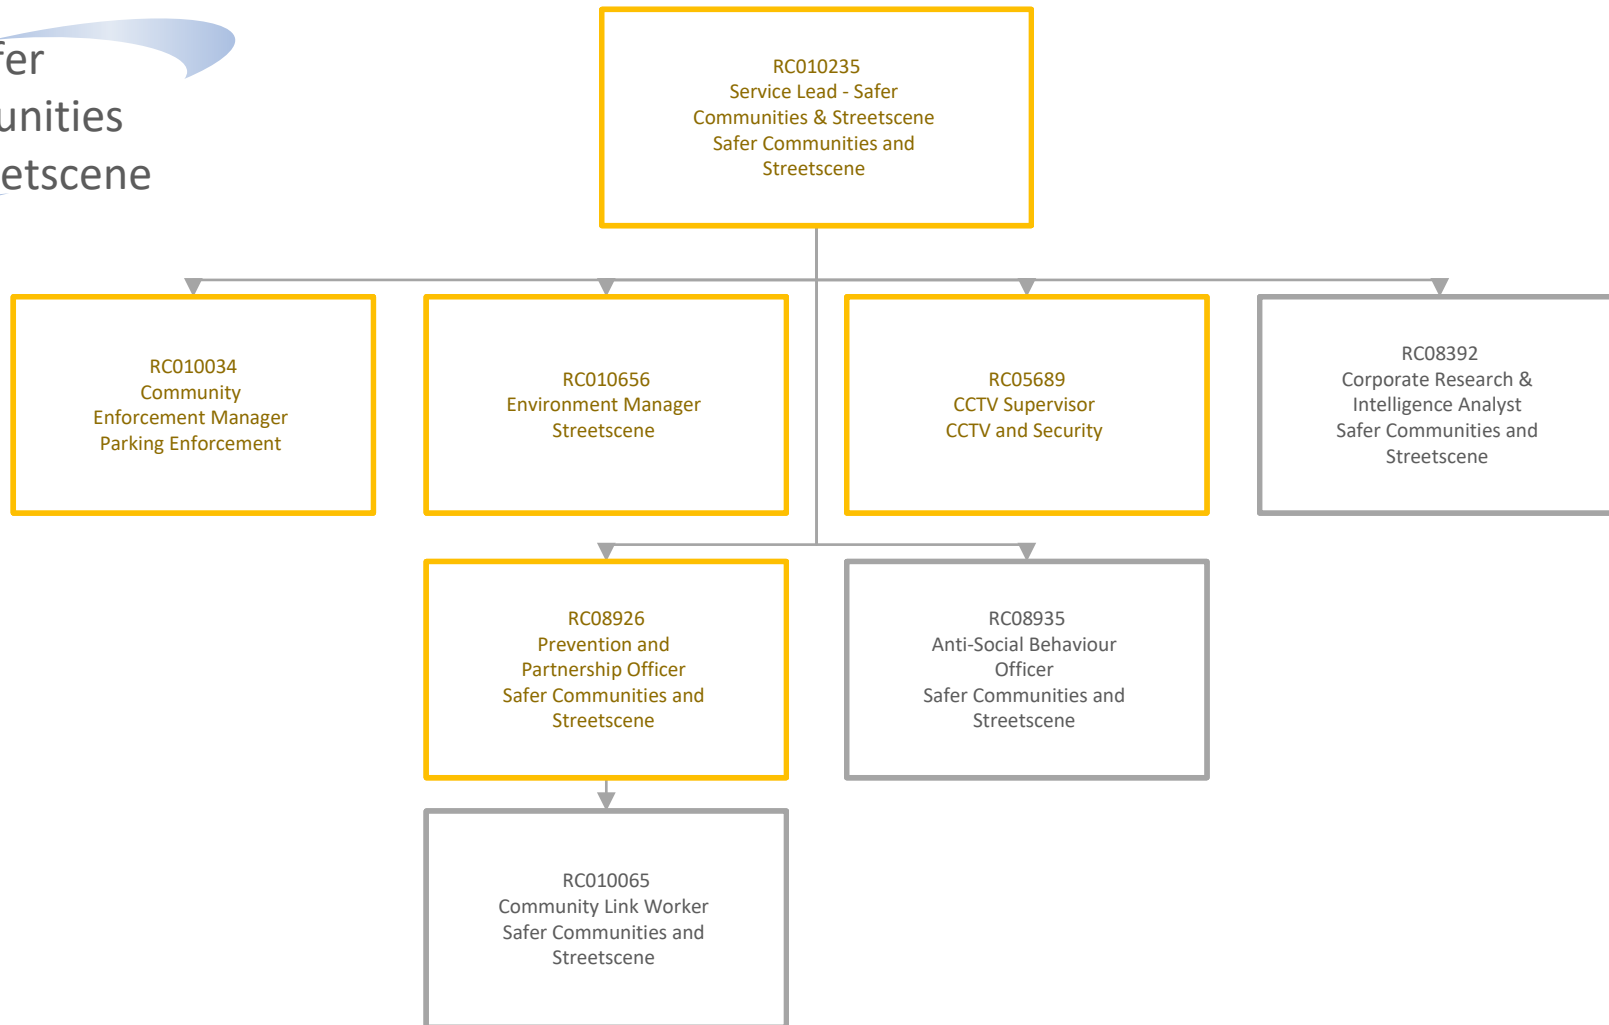 fer
unities
etscene
RC010235
Service Lead - Safer
Communities & Streetscene
Safer Communities and
Streetscene
RC010034
Community
Enforcement Manager
Parking Enforcement
RC010656
Environment Manager
Streetscene
RC05689
CCTV Supervisor
CCTV and Security
RC08392
Corporate Research &
Intelligence Analyst
Safer Communities and
Streetscene
RC08926
Prevention and
Partnership Officer
Safer Communities and
Streetscene
RC08935
Anti-Social Behaviour
Officer
Safer Communities and
Streetscene
RC010065
Community Link Worker
Safer Communities and
Streetscene